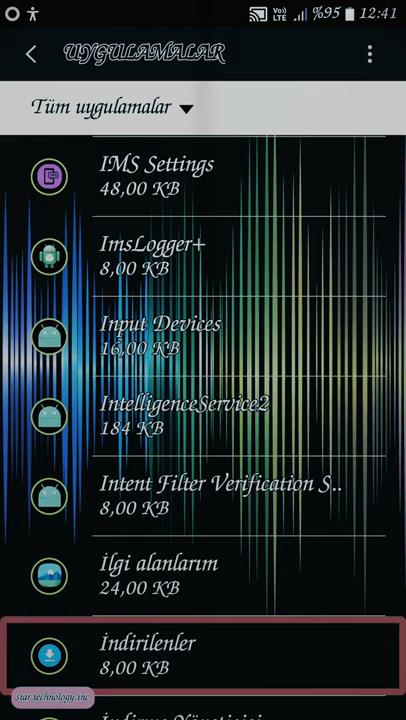 %95 12:41
UYGULAMALAR
Tüm uygulamalar
IMS Settings
48,00 KB
ImsLogger+
8,00 KB
Input Devices
16,00 KB
IntelligenceService2
184 KB
Intent Filter Verification S..
8,00 KB
İlgi alanlarım
24,00 KB
İndirilenler
8,00 KB
star technology.inc
İndirme Yöneticisi